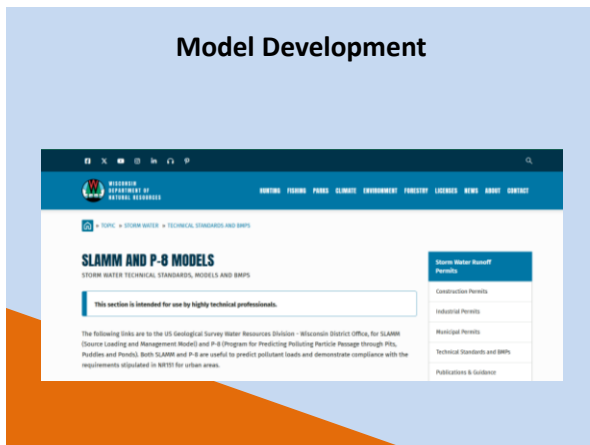 Model Development
WISCONSIN
DEPARTMENT OF
NATURAL RESOURCES
HUNTING FISHING PARKS CLIMATE ENVIRONMENT FORESTRY LICENSES NEWS ABOUT CONTACT
» TOPIC » STORM WATER » TECHNICAL STANDARDS AND BMPS
SLAMM AND P-8 MODELS
STORM WATER TECHNICAL STANDARDS, MODELS AND BMPS
This section is intended for use by highly technical professionals.
The following links are to the US Geological Survey Water Resources Division - Wisconsin District Office, for SLAMM
(Source Loading and Management Model) and P-8 (Program for Predicting Polluting Particle Passage through Pits,
Puddles and Ponds). Both SLAMM and P-8 are useful to predict pollutant loads and demonstrate compliance with the
requirements stipulated in NR151 for urban areas.
Storm Water Runoff
Permits
Construction Permits
Industrial Permits
Municipal Permits
Technical Standards and BMPs
Publications & Guidance